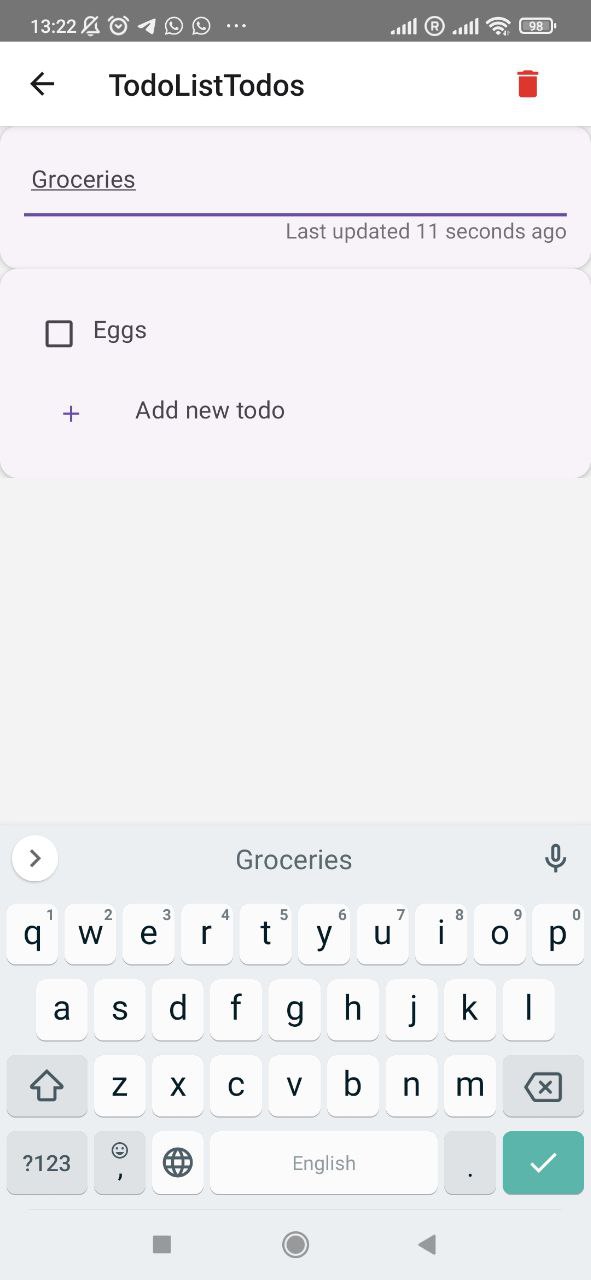 13:22 ® 98
TodoListTodos
Groceries
Last updated 11 seconds ago
Eggs
+ Add new todo
Groceries
q1 w2 e3 r4 t5 y6 u7 i8 o9 p0
a s d f g h j k l
z x c v b n m
?123 , English .